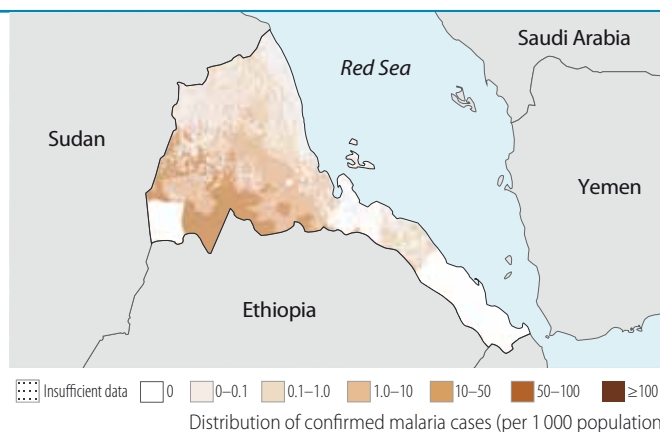 Saudi Arabia
Red Sea
Sudan
Yemen
Ethiopia
Insufficient data 0 0–0.1 0.1–1.0 1.0–10 10–50 50–100 ≥100
Distribution of confirmed malaria cases (per 1 000 population